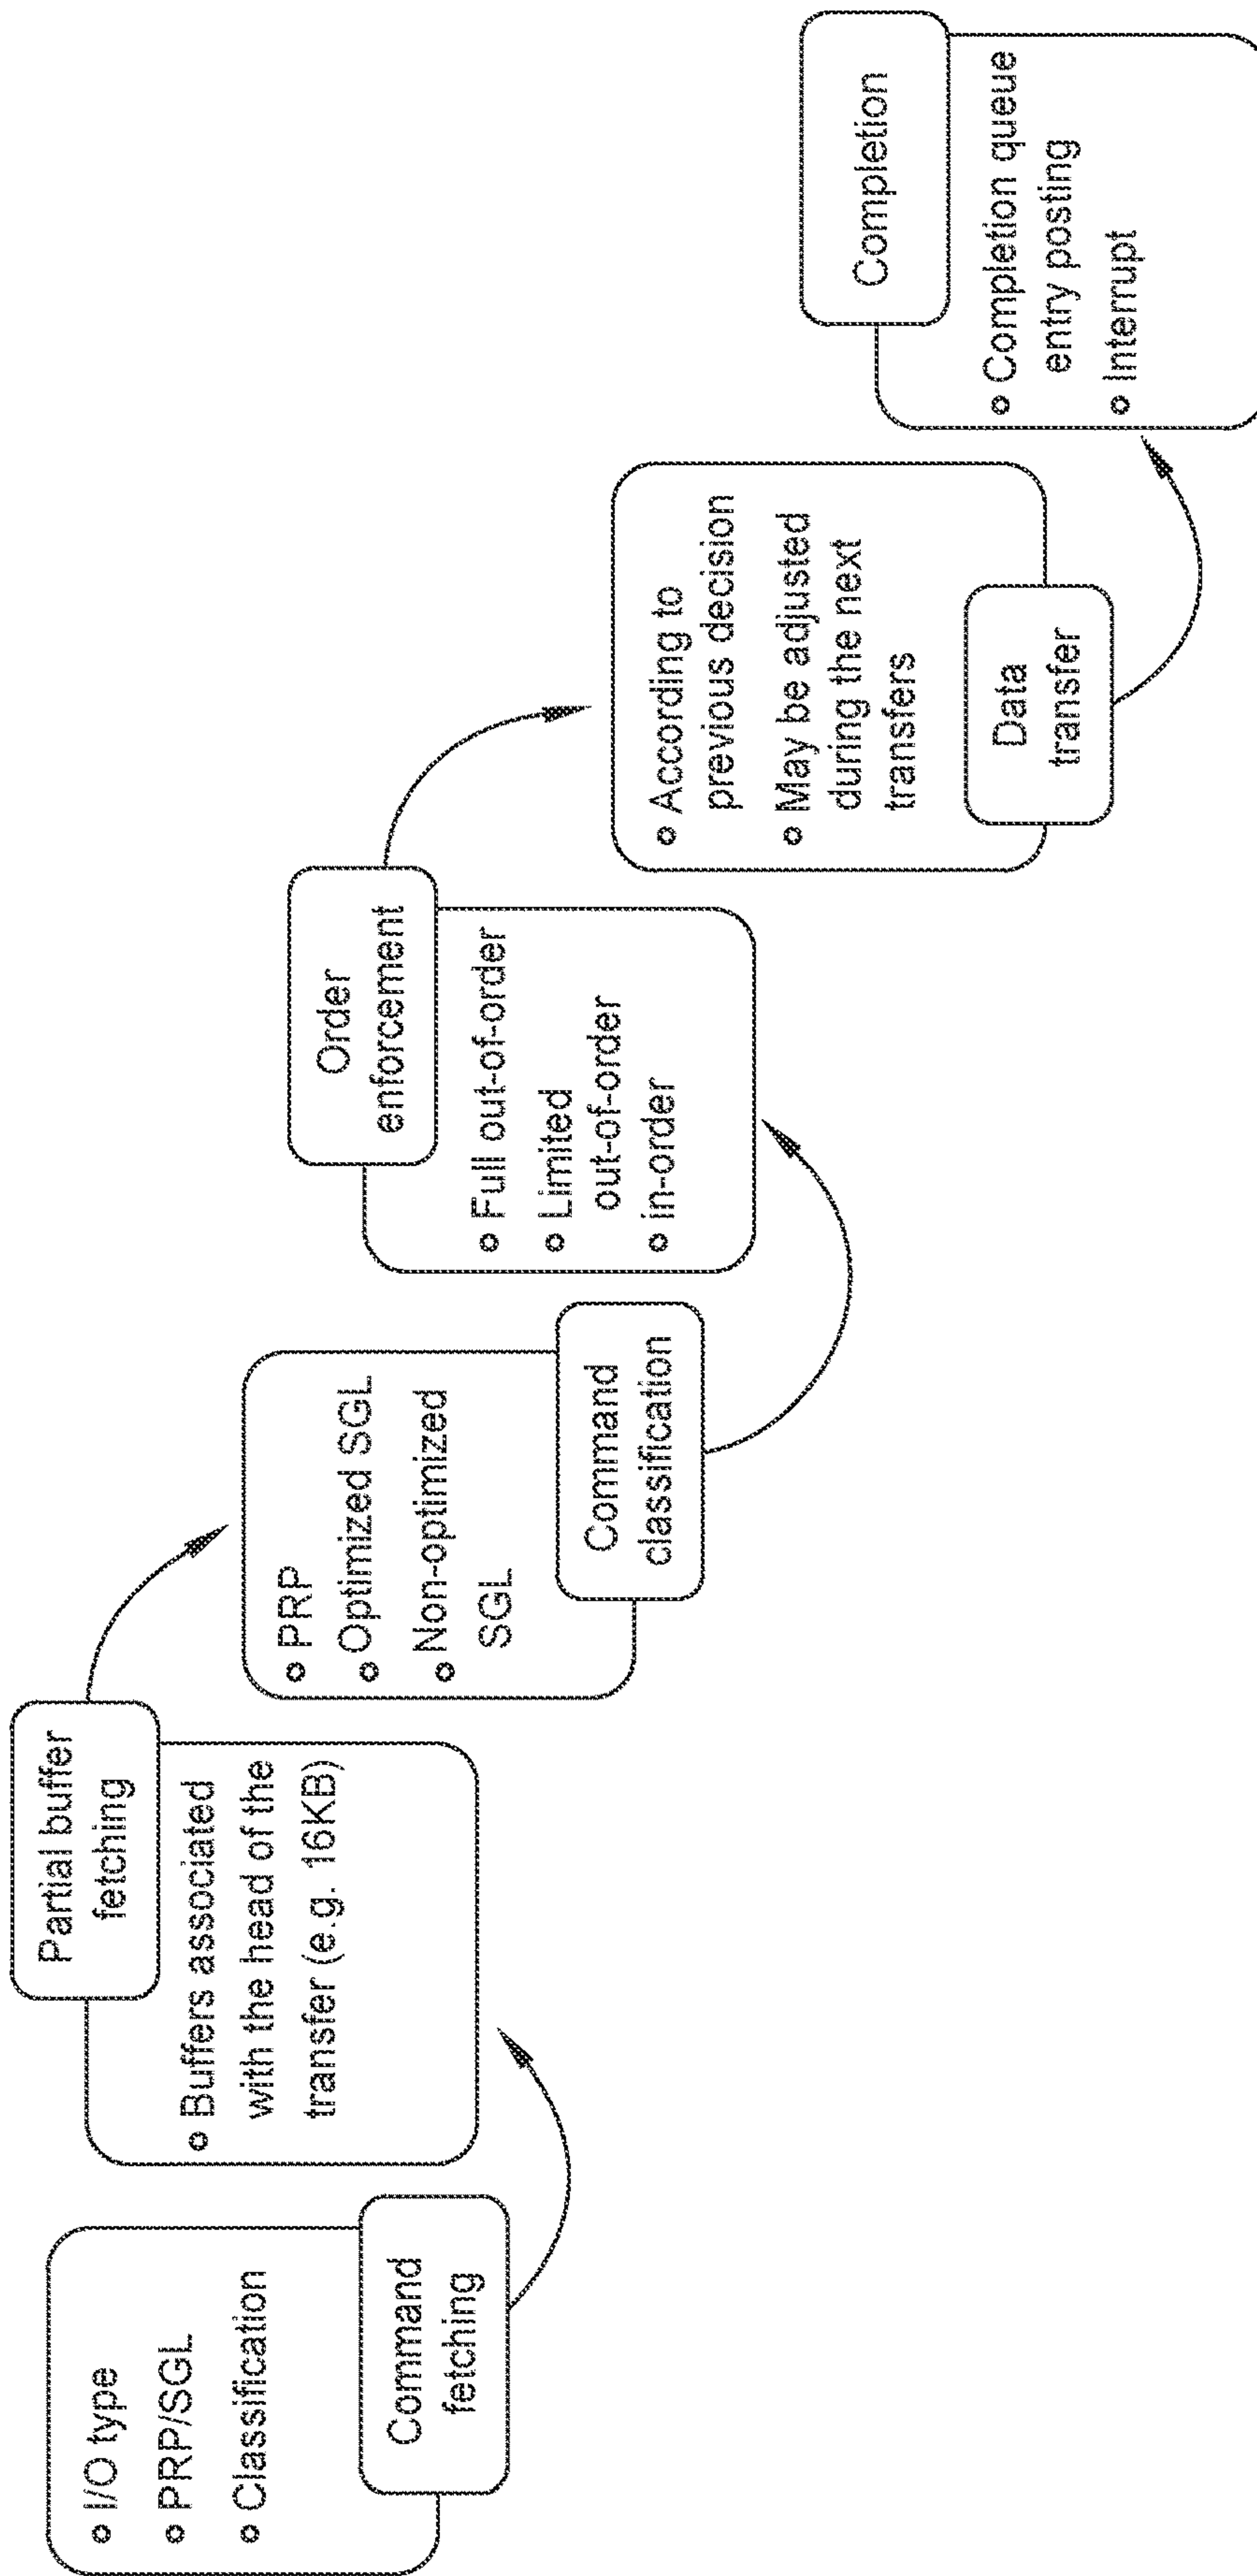 I/O type
PRP/SGL
Classification
Command
fetching
Partial buffer
fetching
Buffers associated
with the head of the
transfer (e.g. 16KB)
PRP
Optimized SGL
Non-optimized
SGL
Command
classification
Order
enforcement
Full out-of-order
Limited
out-of-order
in-order
According to
previous decision
May be adjusted
during the next
transfers
Data
transfer
Completion
Completion queue
entry posting
Interrupt